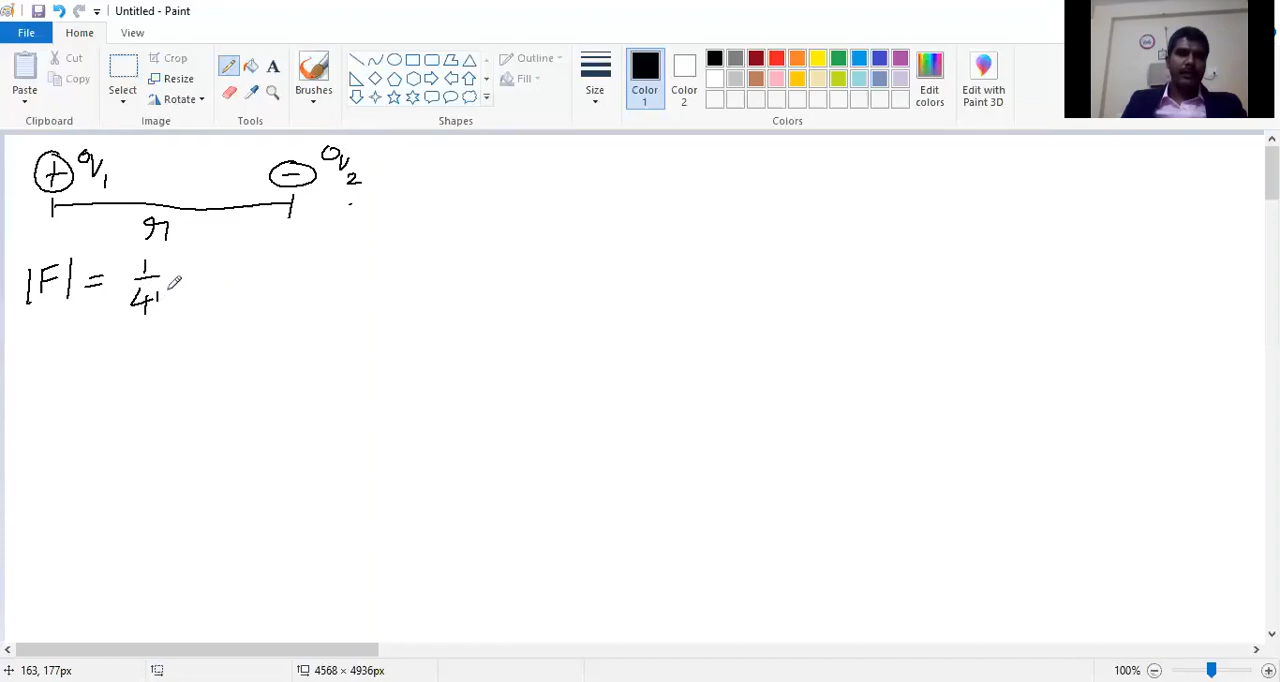 Untitled - Paint
File Home View
Paste
Cut
Copy
Clipboard
Select
Crop
Resize
Rotate
Image
Tools
Brushes
Shapes
Outline
Fill
Size
Color 1
Color 2
Edit colors
Edit with Paint 3D
Colors
+ q₁ - q₂
r
|F| = 1/4
163, 177px
4568 × 4936px
100%